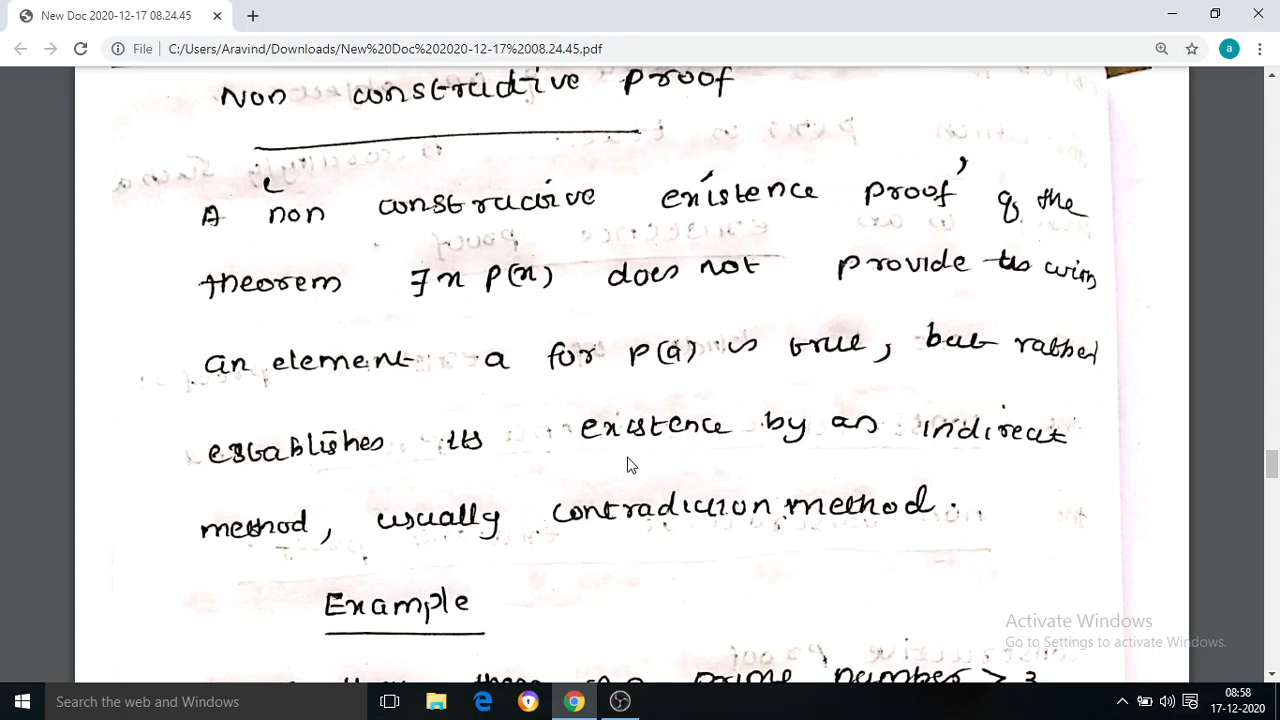 New Doc 2020-12-17 08.24.45
File C:/Users/Aravind/Downloads/New%20Doc%202020-12-17%2008.24.45.pdf
a
Non constructive proof
A non constructive existence proof of the
theorem ∃x P(x) does not provide us with
an element a for P(a) is true, but rather
establishes its existence by an indirect
method, usually contradiction method.
Example
prime number > 3
Activate Windows
Go to Settings to activate Windows.
Search the web and Windows
08:58
17-12-2020